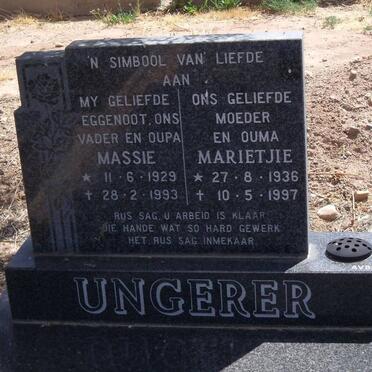 'N SIMBOOL VAN LIEFDE
AAN
MY GELIEFDE
EGGENOOT, ONS
VADER EN OUPA
MASSIE
★ 11-6-1929
✝ 28-2-1993
ONS GELIEFDE
MOEDER
EN OUMA
MARIETJIE
★ 27-8-1936
✝ 10-5-1997
RUS SAG, U ARBEID IS KLAAR
DIE HANDE WAT SO HARD GEWERK
HET, RUS SAG INMEKAAR
UNGERER
AVB